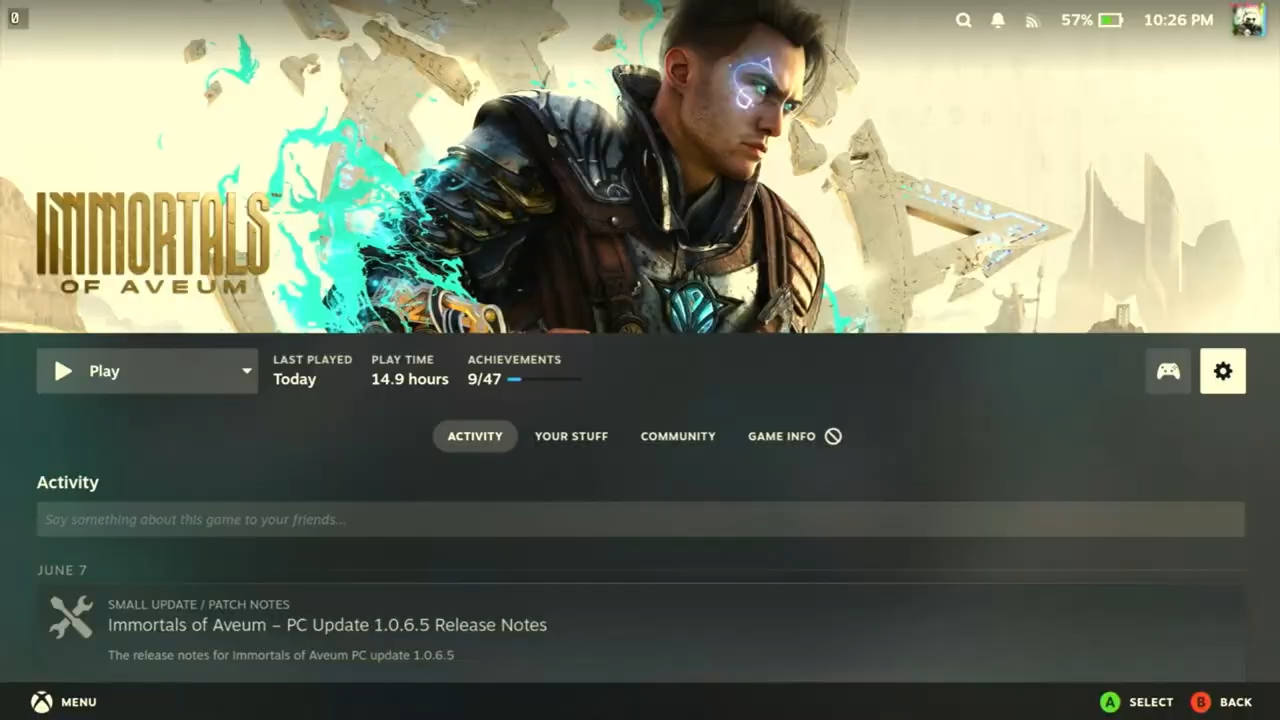 0
57%
10:26 PM
IMMORTALS™
OF AVEUM
Play
LAST PLAYED
Today
PLAY TIME
14.9 hours
ACHIEVEMENTS
9/47
ACTIVITY
YOUR STUFF
COMMUNITY
GAME INFO
Activity
Say something about this game to your friends...
JUNE 7
SMALL UPDATE / PATCH NOTES
Immortals of Aveum – PC Update 1.0.6.5 Release Notes
The release notes for Immortals of Aveum PC update 1.0.6.5
MENU
A SELECT
B BACK